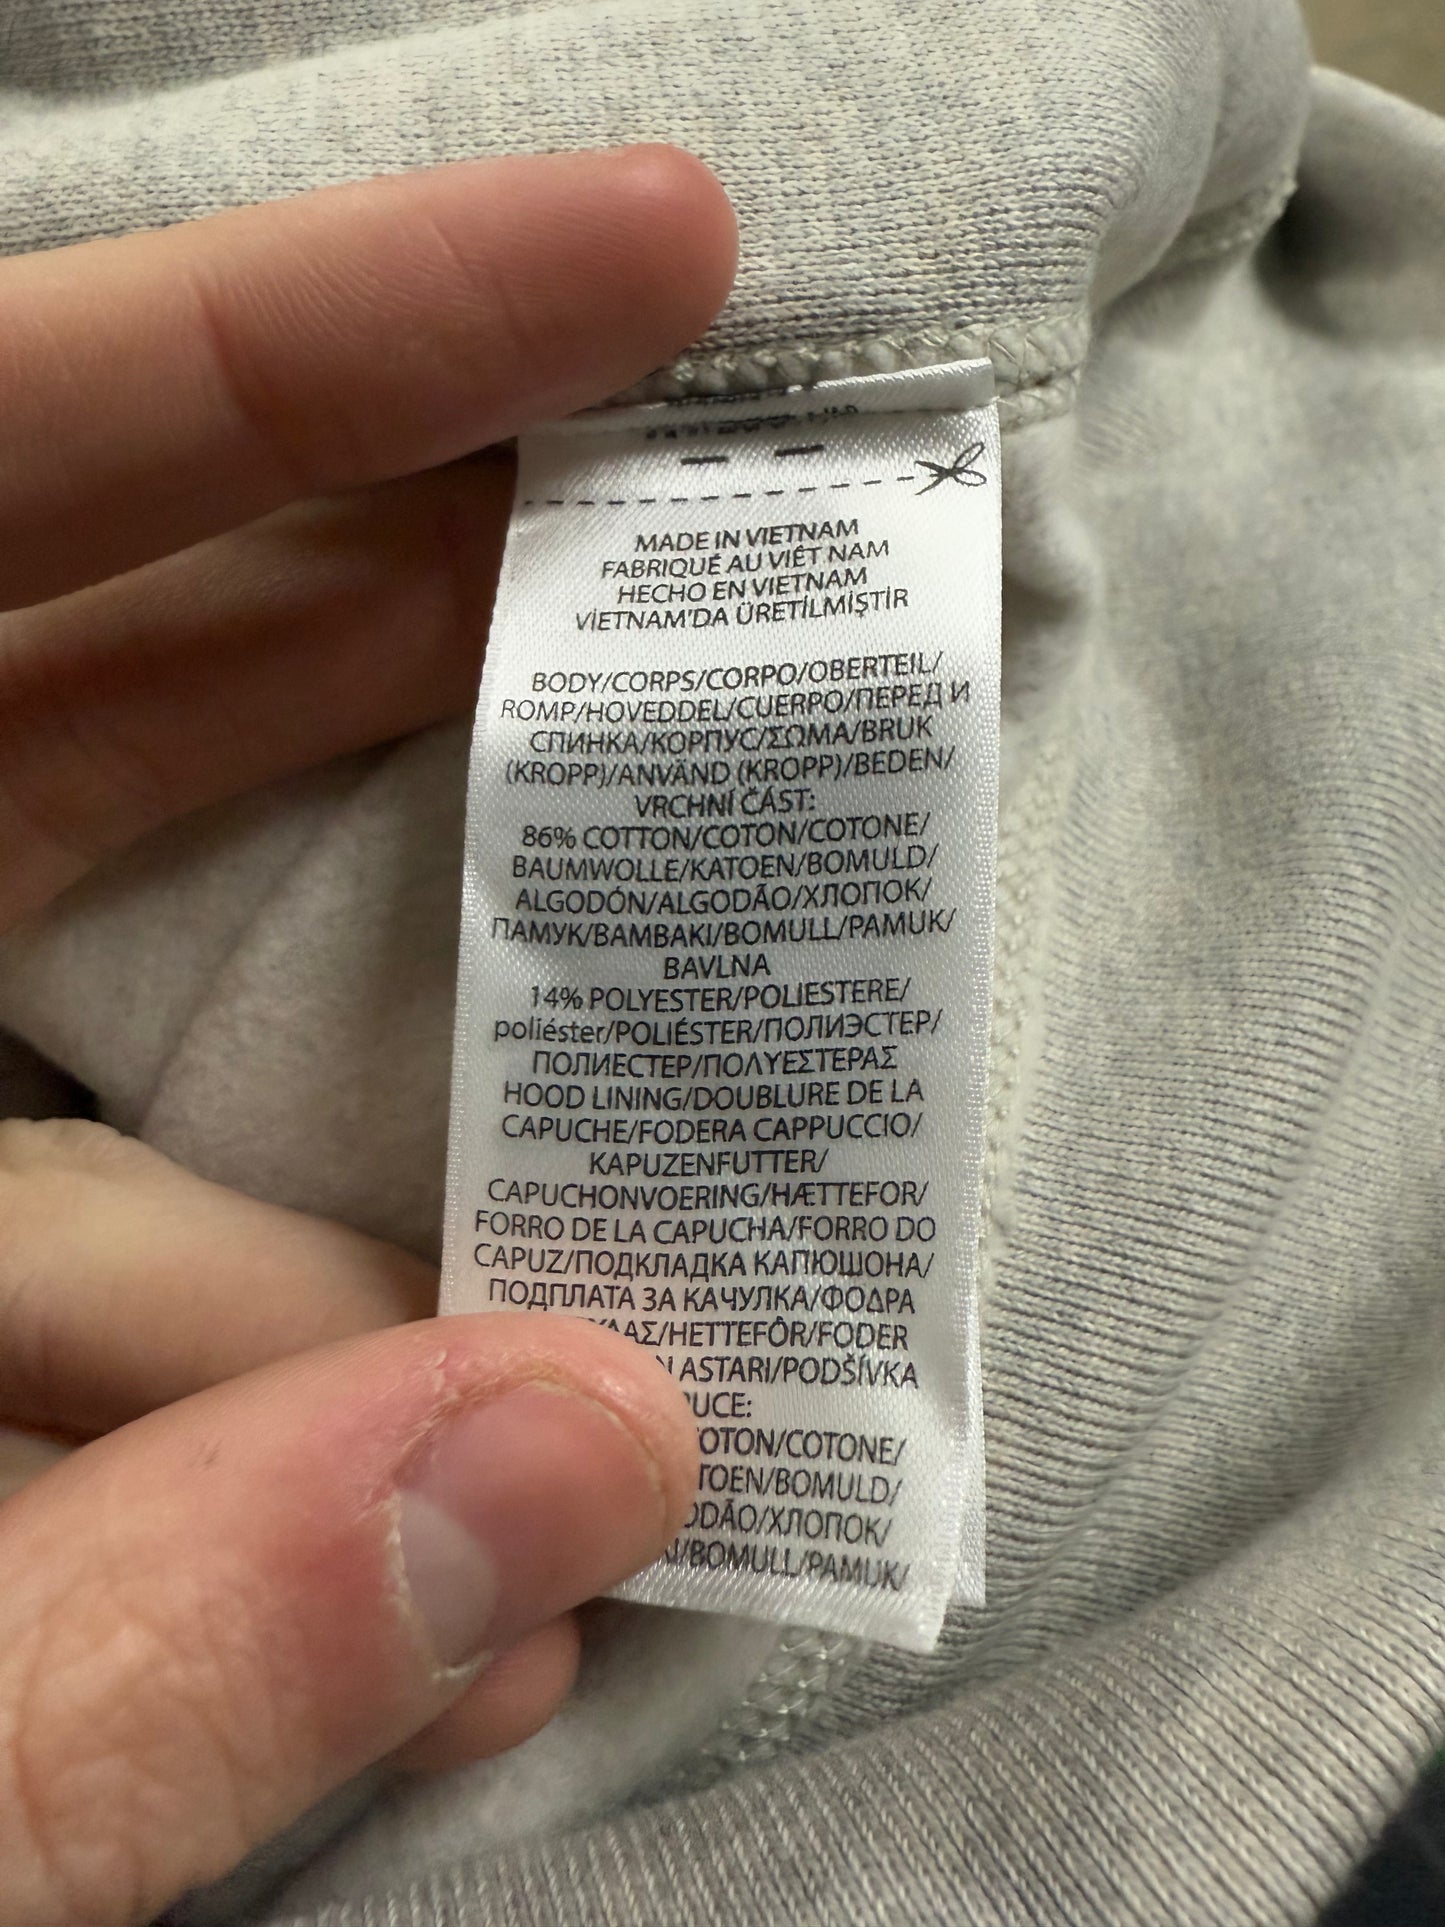 MADE IN VIETNAM
FABRIQUÉ AU VIÊT NAM
HECHO EN VIETNAM
VİETNAM'DA ÜRETİLMİŞTİR
BODY/CORPS/CORPO/OBERTEIL/
ROMP/HOVEDDEL/CUERPO/ПЕРЕД И
СПИНКА/КОРПУС/ΣΩΜΑ/BRUK
(KROPP)/ANVÄND (KROPP)/BEDEN/
VRCHNÍ ČÁST:
86% COTTON/COTON/COTONE/
BAUMWOLLE/KATOEN/BOMULD/
ALGODÓN/ALGODÃO/ХЛОПОК/
ПАМУК/BAMBAKI/BOMULL/PAMUK/
BAVLNA
14% POLYESTER/POLIESTERE/
poliéster/POLIÉSTER/ПОЛИЭСТЕР/
ПОЛИЕСТЕР/ΠΟΛΥΕΣΤΕΡΑΣ
HOOD LINING/DOUBLURE DE LA
CAPUCHE/FODERA CAPPUCCIO/
KAPUZENFUTTER/
CAPUCHONVOERING/HÆTTEFOR/
FORRO DE LA CAPUCHA/FORRO DO
CAPUZ/ПОДКЛАДКА КАПЮШОНА/
ПОДПЛАТА ЗА КАЧУЛКА/ΦΟΔΡΑ
/HETTEFÔR/FODER
ASTARI/PODŠÍVKA
/COTONE/
/BOMULD/
/ХЛОПОК/
/BOMULL/PAMUK/